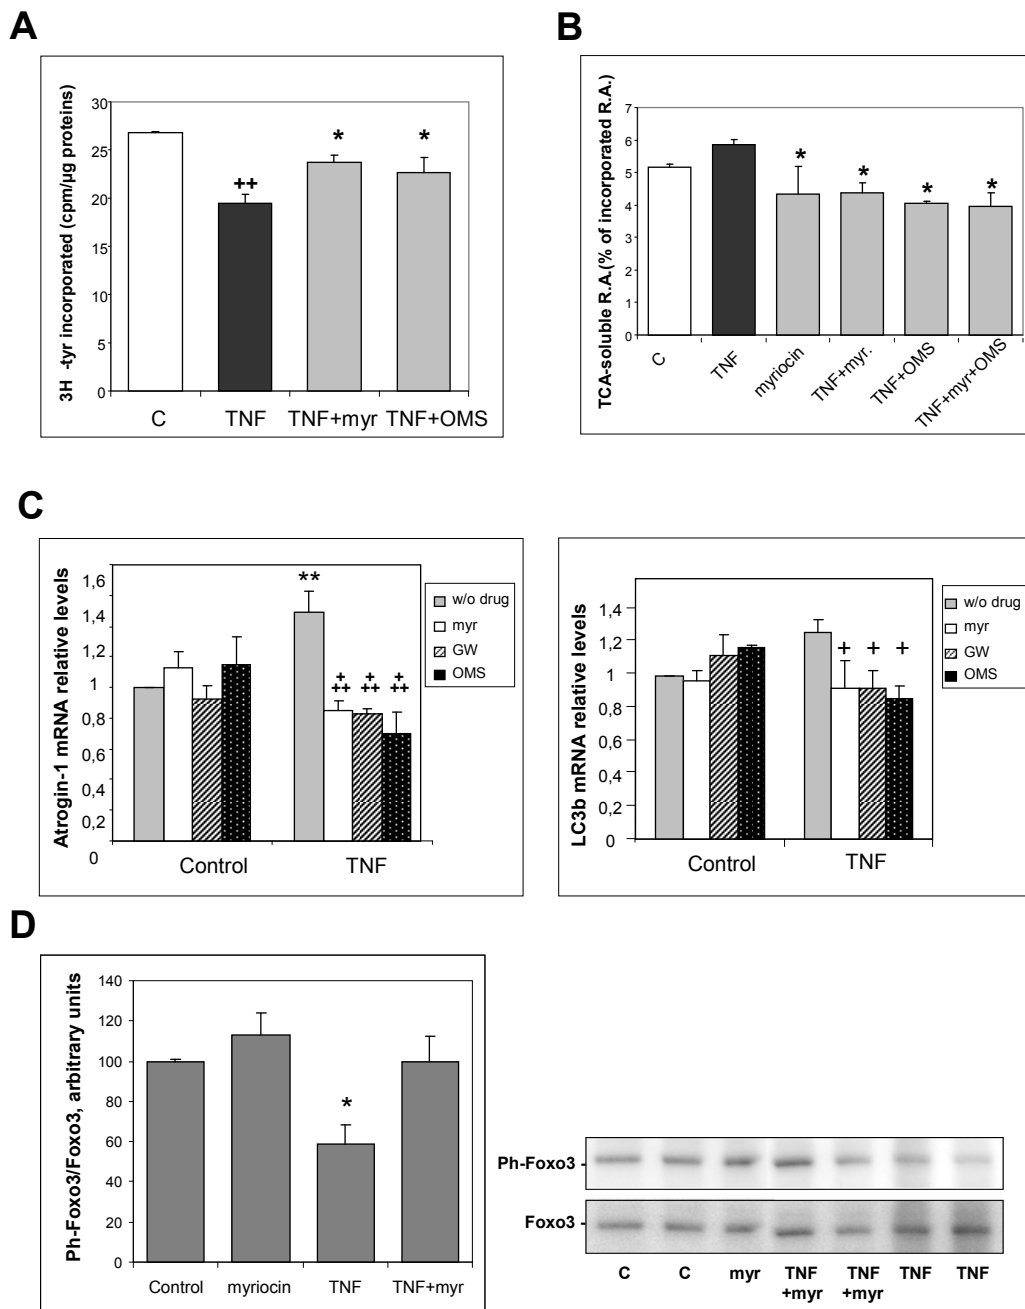 A
3H -tyr incorporated (cpm/µg proteins)
30
25
20
15
10
5
0
++
*
*
C TNF TNF+myr TNF+OMS
B
TCA-soluble R.A.(% of incorporated R.A.)
7
6
5
4
3
2
1
0
*
*
*
*
C
TNF
myriocin
TNF+myr.
TNF+OMS
TNF+myr+OMS
C
Atrogin-1 mRNA relative levels
1,6
1,4
1,2
1
0,8
0,6
0,4
0,2
0
**
+ + +
++ ++ ++
Control TNF
w/o drug
myr
GW
OMS
LC3b mRNA relative levels
1,6
1,4
1,2
1
0,8
0,6
0,4
0,2
0
+ + +
Control TNF
w/o drug
myr
GW
OMS
D
Ph-Foxo3/Foxo3, arbitrary units
140
120
100
80
60
40
20
0
*
Control myriocin TNF TNF+myr
Ph-Foxo3 -
Foxo3 -
C C myr TNF TNF TNF TNF
+myr +myr